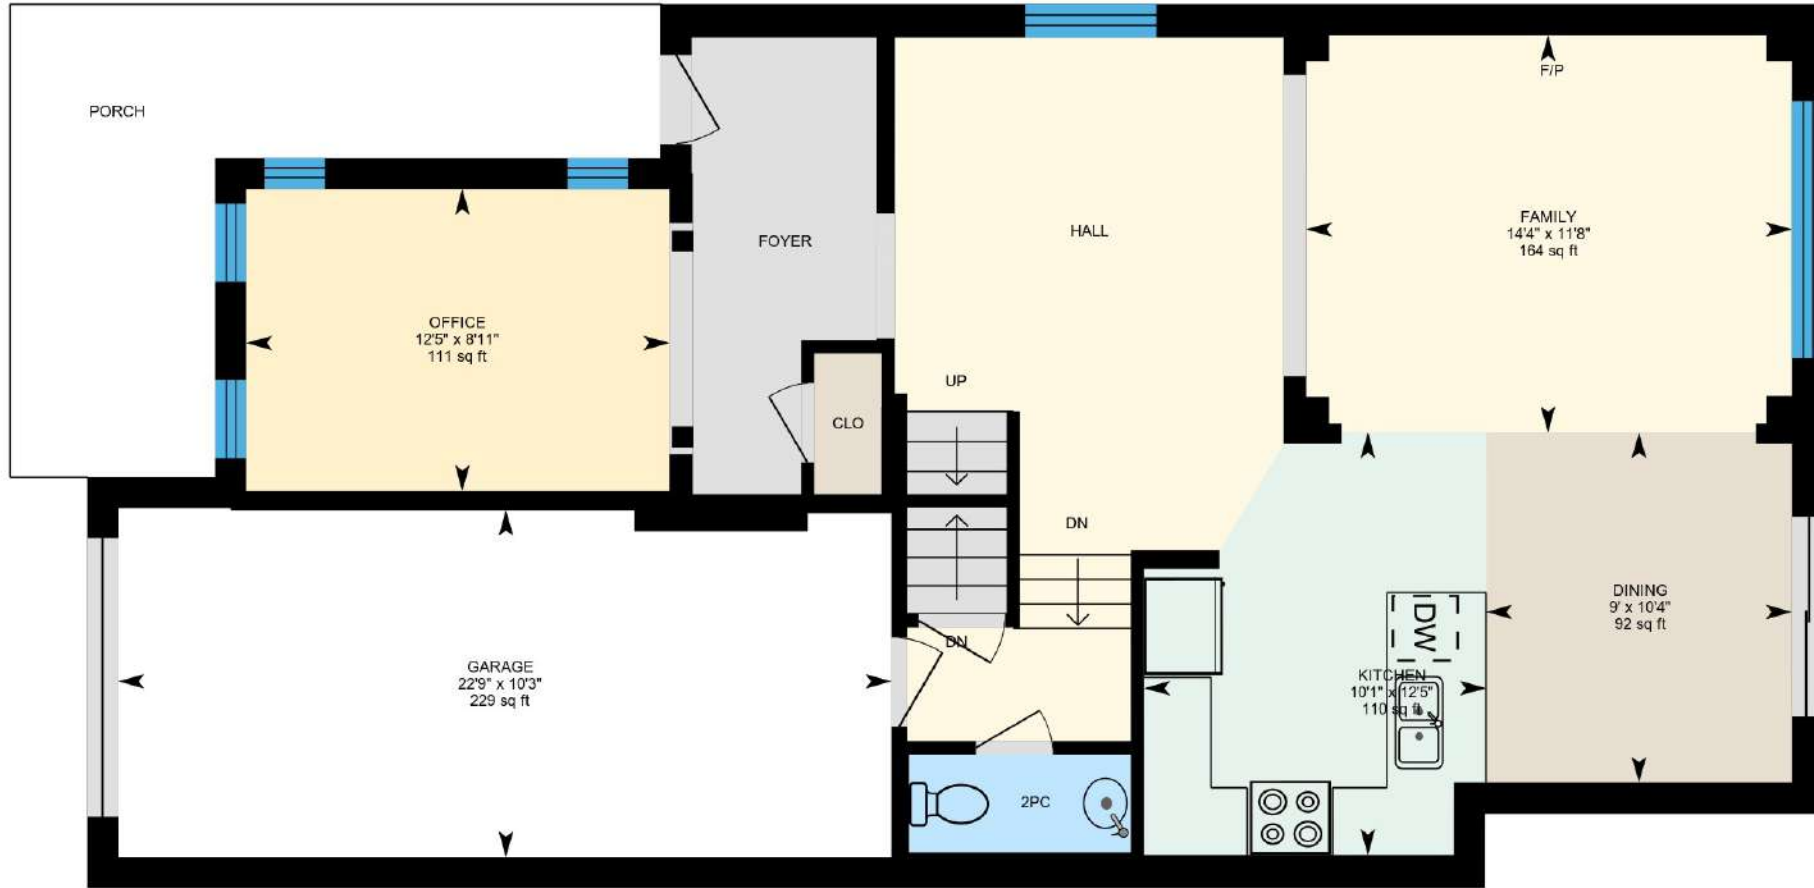 PORCH
F/P
FOYER
HALL
FAMILY
14'4" x 11'8"
164 sq ft
OFFICE
12'5" x 8'11"
111 sq ft
UP
CLO
DN
DINING
9' x 10'4"
92 sq ft
DW
DN
GARAGE
22'9" x 10'3"
229 sq ft
KITCHEN
10'1" x 12'5"
110 sq ft
2PC